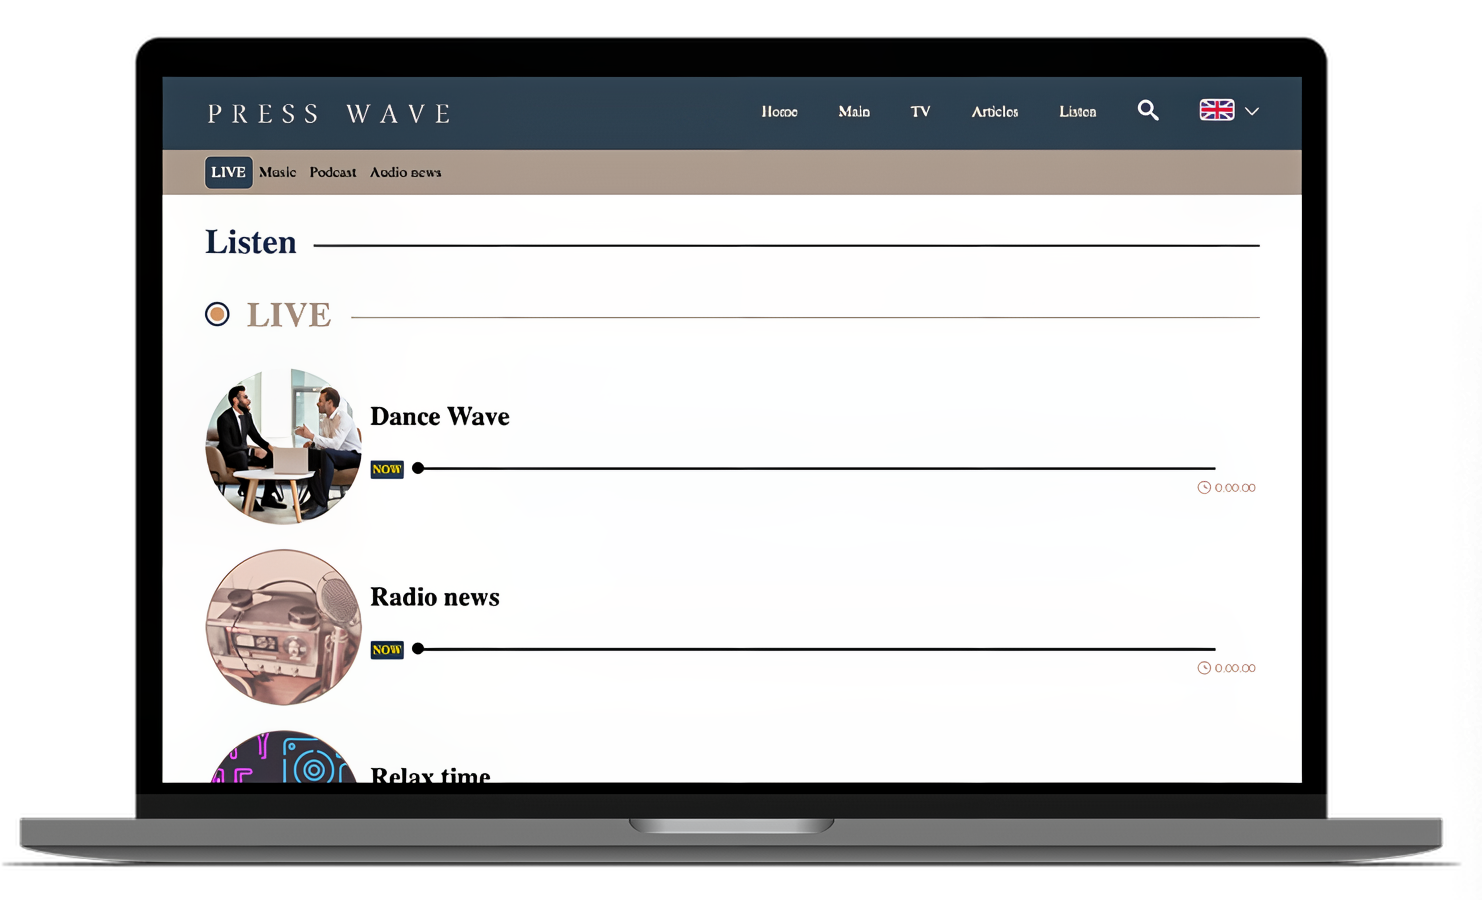 PRESS WAVE
Home Main TV Articles Listen
LIVE Music Podcast Audio news
Listen
LIVE
Dance Wave
NOW
0.00.00
Radio news
NOW
0.00.00
Relax time